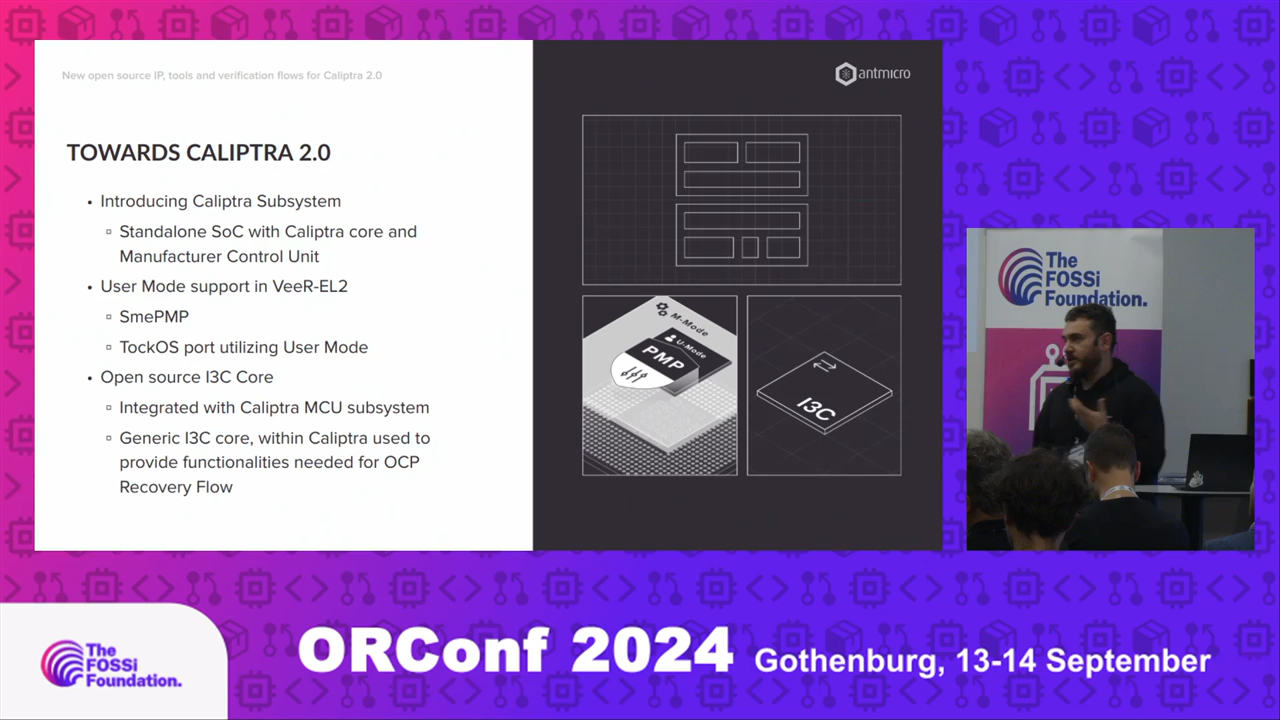 New open source IP, tools and verification flows for Caliptra 2.0
antmicro
TOWARDS CALIPTRA 2.0
• Introducing Caliptra Subsystem
▫ Standalone SoC with Caliptra core and
Manufacturer Control Unit
• User Mode support in VeeR-EL2
▫ SmePMP
▫ TockOS port utilizing User Mode
• Open source I3C Core
▫ Integrated with Caliptra MCU subsystem
▫ Generic I3C core, within Caliptra used to
provide functionalities needed for OCP
Recovery Flow
M-Mode
U-Mode
PMP
I3C
The
FOSSi
Foundation.
The
FOSSi
Foundation.
ORConf 2024 Gothenburg, 13-14 September